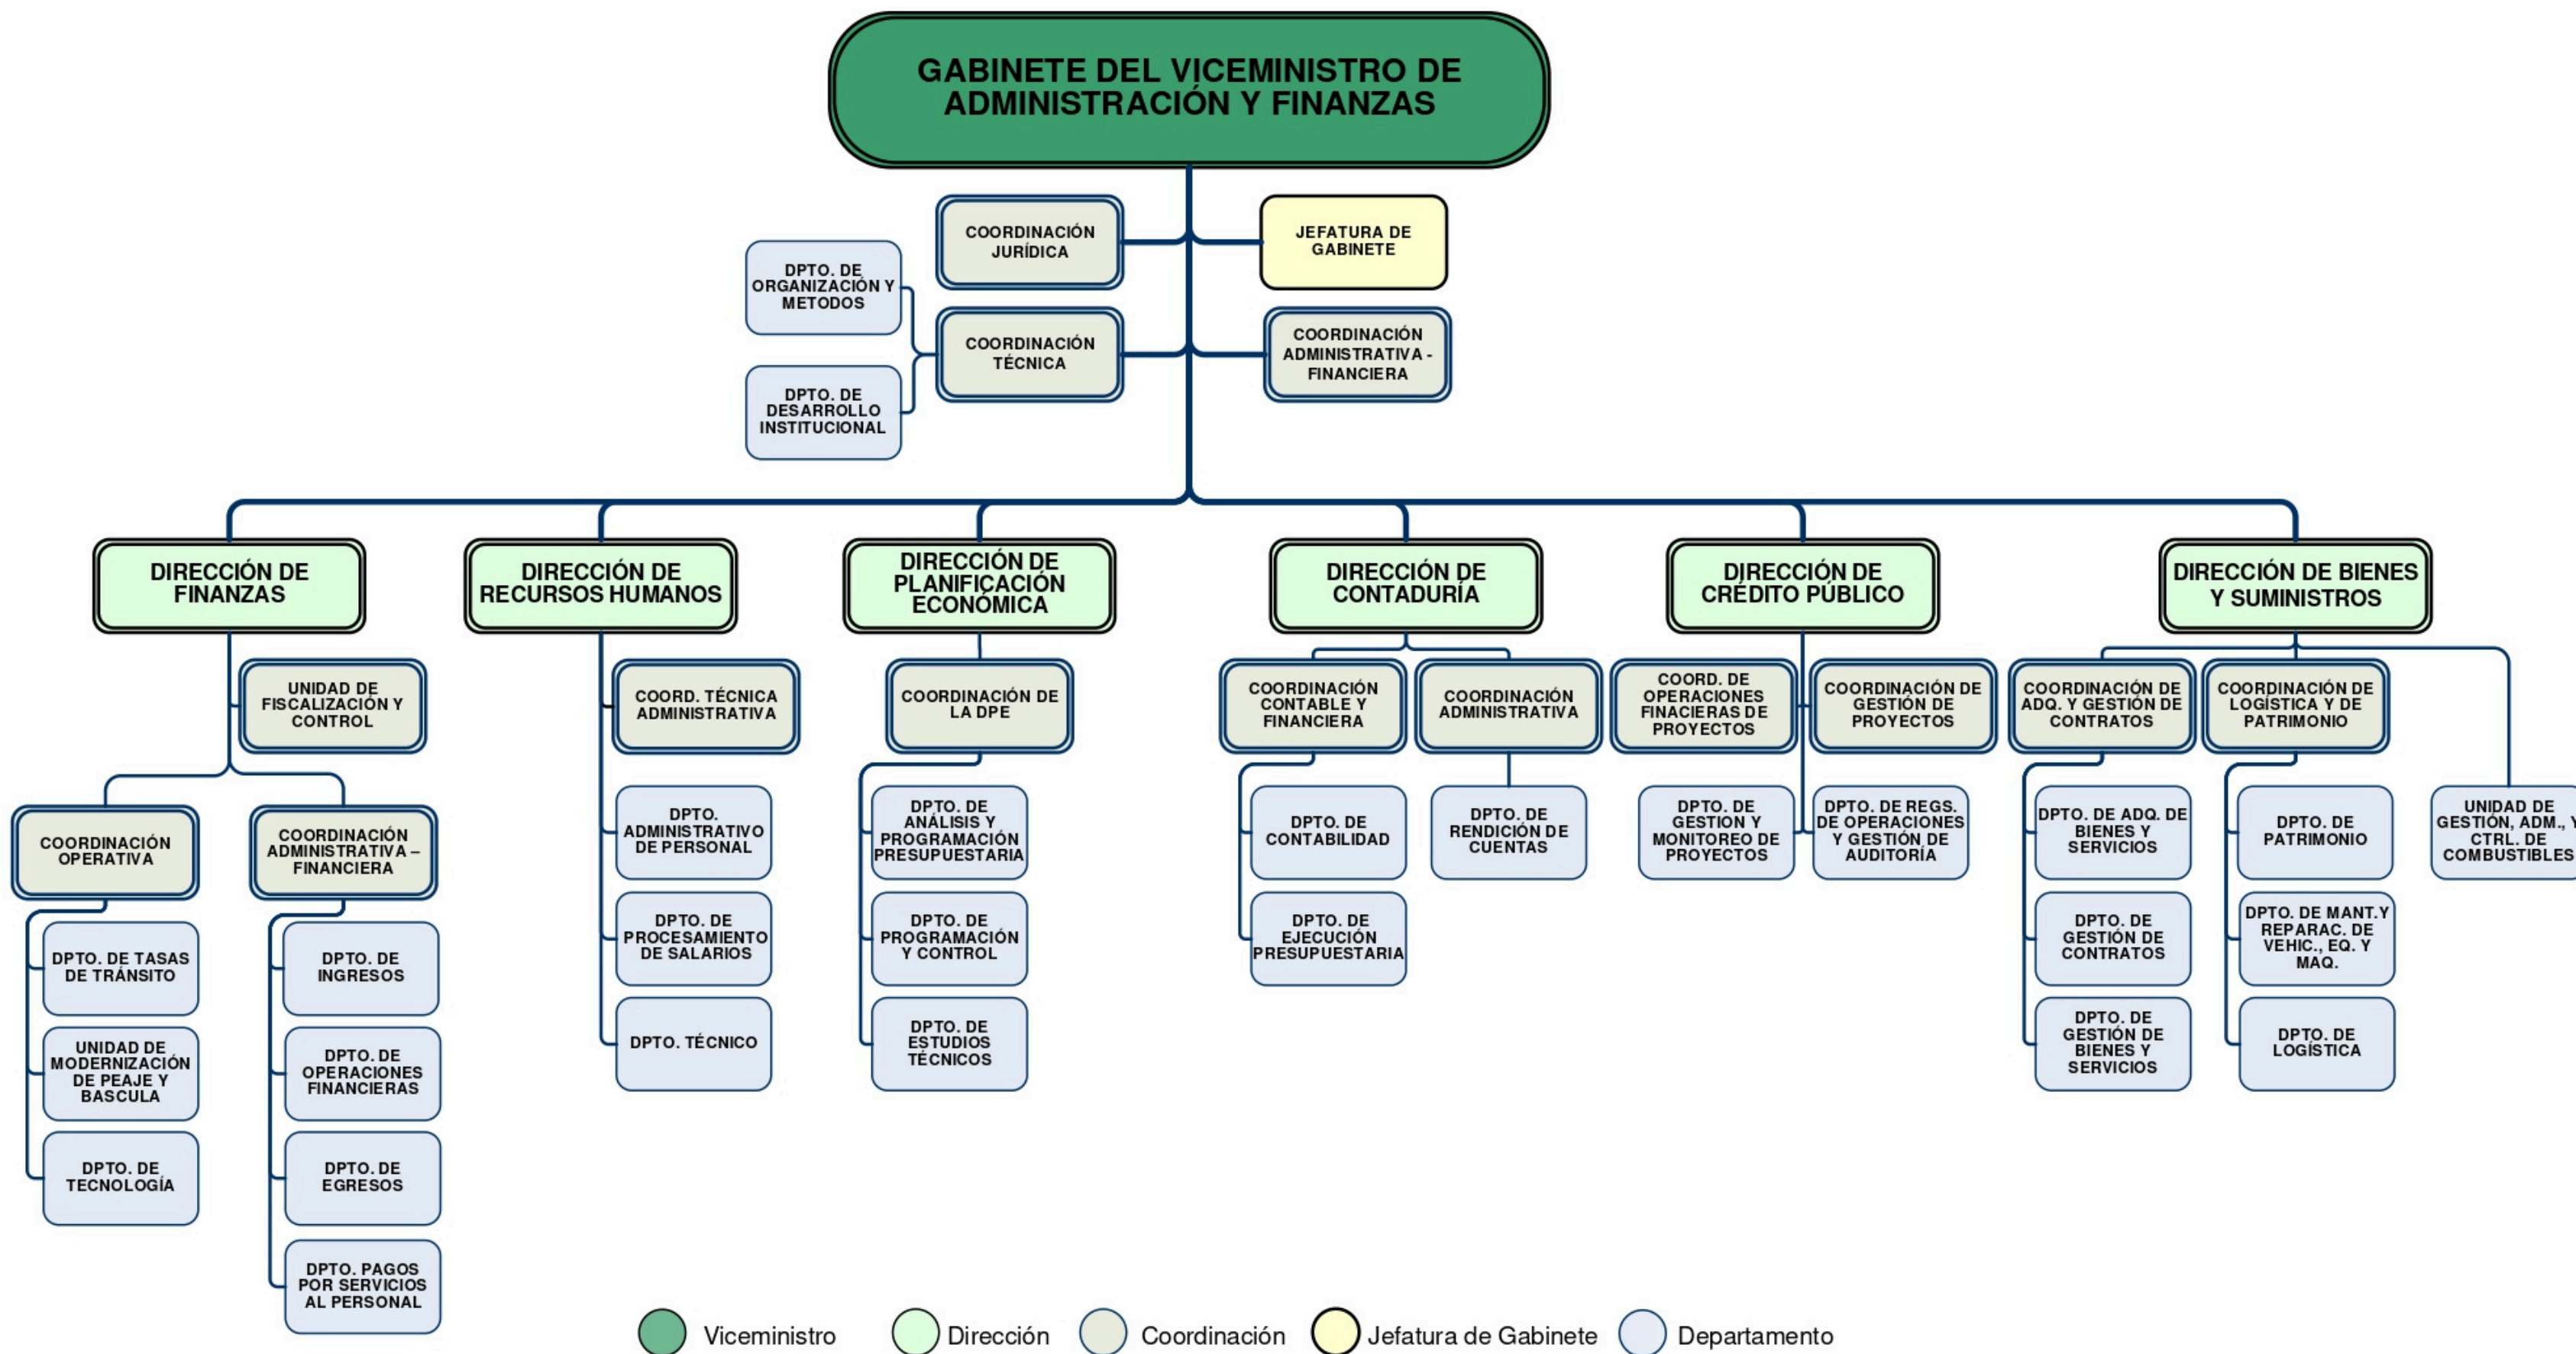 GABINETE DEL VICEMINISTRO DE
ADMINISTRACIÓN Y FINANZAS
COORDINACIÓN
JURÍDICA
JEFATURA DE
GABINETE
DPTO. DE
ORGANIZACIÓN Y
METODOS
COORDINACIÓN
TÉCNICA
COORDINACIÓN
ADMINISTRATIVA -
FINANCIERA
DPTO. DE
DESARROLLO
INSTITUCIONAL
DIRECCIÓN DE
FINANZAS
DIRECCIÓN DE
RECURSOS HUMANOS
DIRECCIÓN DE
PLANIFICACIÓN
ECONÓMICA
DIRECCIÓN DE
CONTADURÍA
DIRECCIÓN DE
CRÉDITO PÚBLICO
DIRECCIÓN DE BIENES
Y SUMINISTROS
UNIDAD DE
FISCALIZACIÓN Y
CONTROL
COORD. TÉCNICA
ADMINISTRATIVA
COORDINACIÓN DE
LA DPE
COORDINACIÓN
CONTABLE Y
FINANCIERA
COORDINACIÓN
ADMINISTRATIVA
COORD. DE
OPERACIONES
FINACIERAS DE
PROYECTOS
COORDINACIÓN DE
GESTIÓN DE
PROYECTOS
COORDINACIÓN DE
ADQ. Y GESTIÓN DE
CONTRATOS
COORDINACIÓN DE
LOGÍSTICA Y DE
PATRIMONIO
COORDINACIÓN
OPERATIVA
COORDINACIÓN
ADMINISTRATIVA –
FINANCIERA
DPTO.
ADMINISTRATIVO
DE PERSONAL
DPTO. DE
ANÁLISIS Y
PROGRAMACIÓN
PRESUPUESTARIA
DPTO. DE
CONTABILIDAD
DPTO. DE
RENDICIÓN DE
CUENTAS
DPTO. DE
GESTIÓN Y
MONITOREO DE
PROYECTOS
DPTO. DE REGS.
DE OPERACIONES
Y GESTIÓN DE
AUDITORÍA
DPTO. DE ADQ. DE
BIENES Y
SERVICIOS
DPTO. DE
PATRIMONIO
UNIDAD DE
GESTIÓN, ADM., Y
CTRL. DE
COMBUSTIBLES
DPTO. DE TASAS
DE TRÁNSITO
DPTO. DE
INGRESOS
DPTO. DE
PROCESAMIENTO
DE SALARIOS
DPTO. DE
PROGRAMACIÓN
Y CONTROL
DPTO. DE
EJECUCIÓN
PRESUPUESTARIA
DPTO. DE
GESTIÓN DE
CONTRATOS
DPTO. DE MANT.Y
REPARAC. DE
VEHIC., EQ. Y
MAQ.
UNIDAD DE
MODERNIZACIÓN
DE PEAJE Y
BASCULA
DPTO. DE
OPERACIONES
FINANCIERAS
DPTO. TÉCNICO
DPTO. DE
ESTUDIOS
TÉCNICOS
DPTO. DE
GESTIÓN DE
BIENES Y
SERVICIOS
DPTO. DE
LOGÍSTICA
DPTO. DE
TECNOLOGÍA
DPTO. DE
EGRESOS
DPTO. PAGOS
POR SERVICIOS
AL PERSONAL
Viceministro
Dirección
Coordinación
Jefatura de Gabinete
Departamento